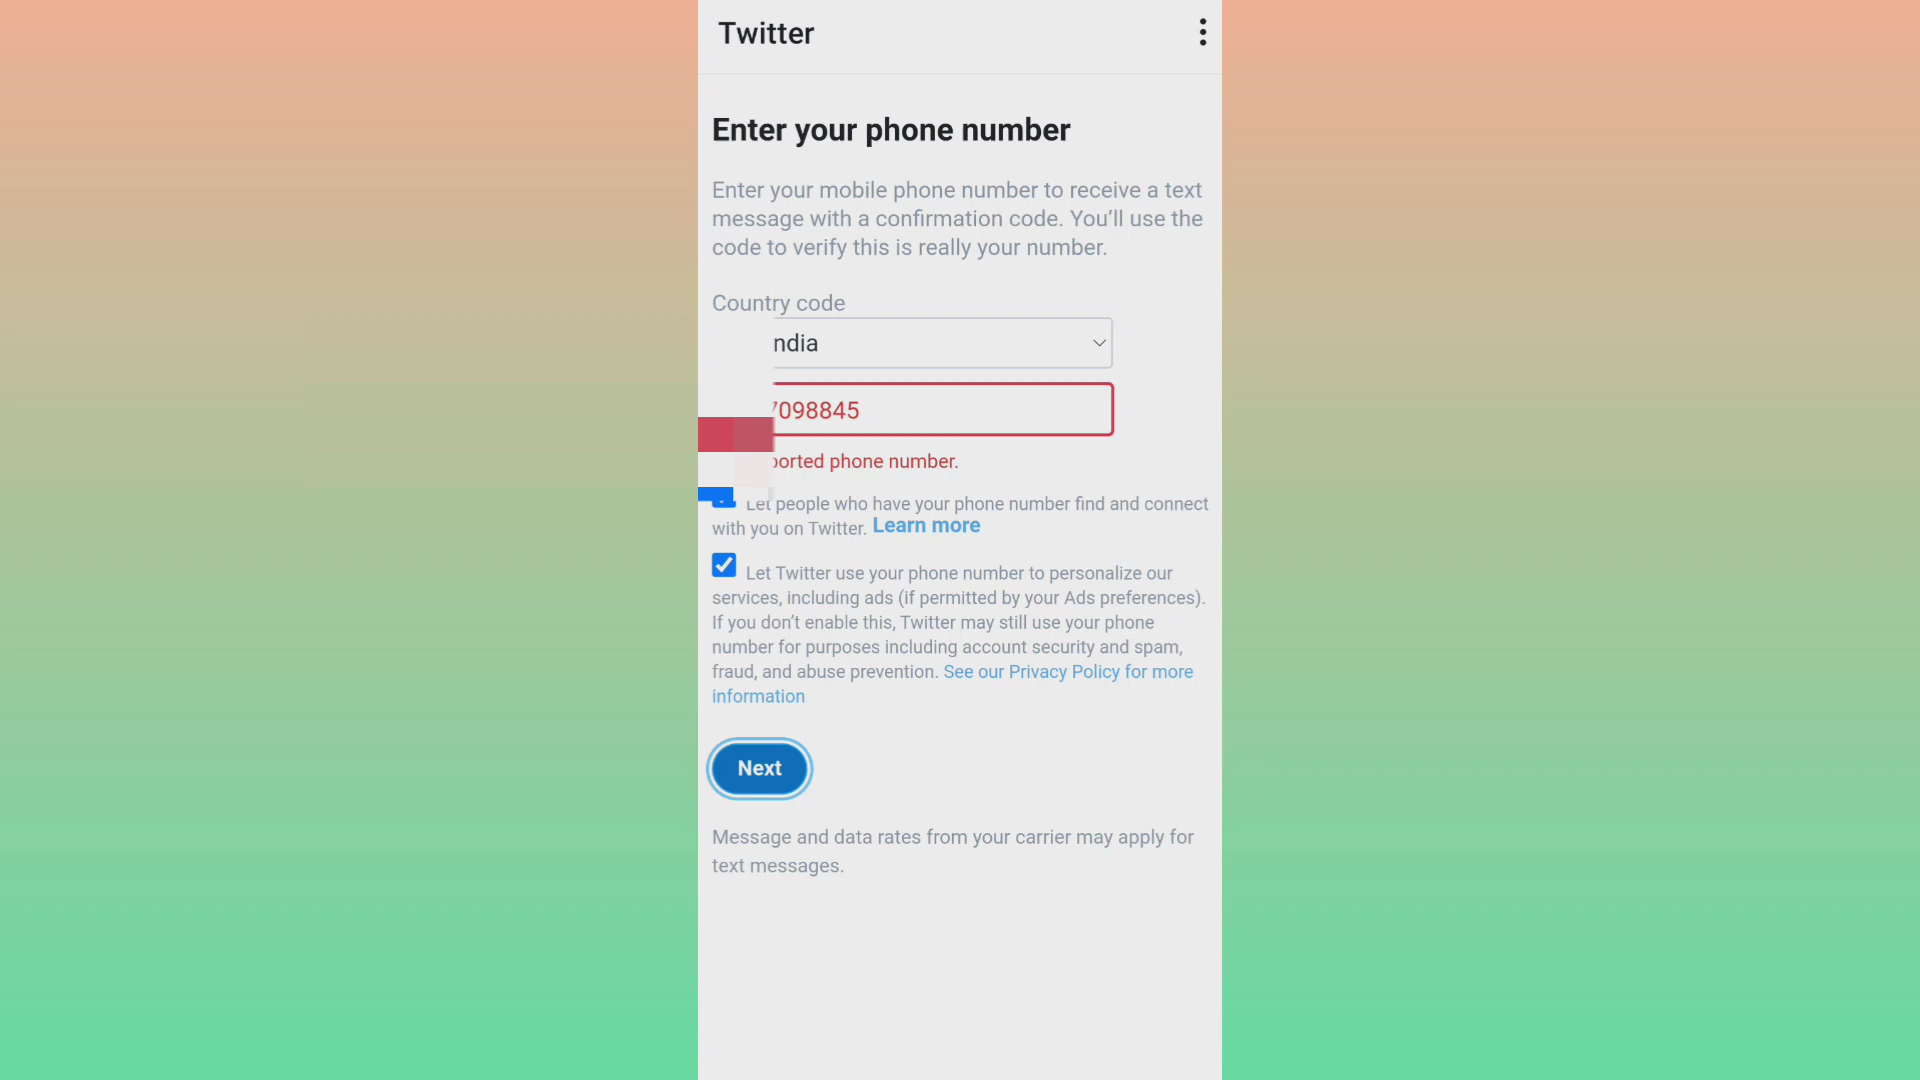 Twitter
Enter your phone number
Enter your mobile phone number to receive a text
message with a confirmation code. You'll use the
code to verify this is really your number.
Country code
ndia
7098845
ported phone number.
Let people who have your phone number find and connect
with you on Twitter. Learn more
Let Twitter use your phone number to personalize our
services, including ads (if permitted by your Ads preferences).
If you don't enable this, Twitter may still use your phone
number for purposes including account security and spam,
fraud, and abuse prevention. See our Privacy Policy for more
information
Next
Message and data rates from your carrier may apply for
text messages.